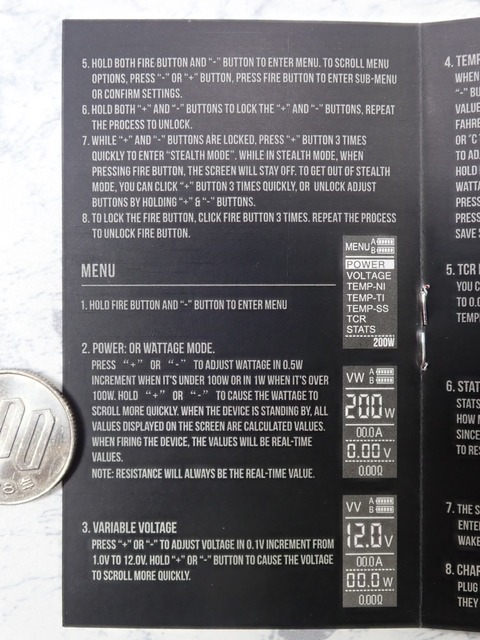 5. HOLD BOTH FIRE BUTTON AND "-" BUTTON TO ENTER MENU. TO SCROLL MENU
OPTIONS, PRESS "-" OR "+" BUTTON, PRESS FIRE BUTTON TO ENTER SUB-MENU
OR CONFIRM SETTINGS.
6. HOLD BOTH "+" AND "-" BUTTONS TO LOCK THE "+" AND "-" BUTTONS, REPEAT
THE PROCESS TO UNLOCK.
7. WHILE "+" AND "-" BUTTONS ARE LOCKED, PRESS "+" BUTTON 3 TIMES
QUICKLY TO ENTER "STEALTH MODE". WHILE IN STEALTH MODE, WHEN
PRESSING FIRE BUTTON, THE SCREEN WILL STAY OFF. TO GET OUT OF STEALTH
MODE, YOU CAN CLICK "+" BUTTON 3 TIMES QUICKLY, OR UNLOCK ADJUST
BUTTONS BY HOLDING "+" & "-" BUTTONS.
8. TO LOCK THE FIRE BUTTON, CLICK FIRE BUTTON 3 TIMES. REPEAT THE PROCESS
TO UNLOCK FIRE BUTTON.
MENU
1. HOLD FIRE BUTTON AND "-" BUTTON TO ENTER MENU
MENU A B
POWER
VOLTAGE
TEMP-NI
TEMP-TI
TEMP-SS
TCR
STATS
200W
2. POWER: OR WATTAGE MODE.
PRESS "+" OR "-" TO ADJUST WATTAGE IN 0.5W
INCREMENT WHEN IT'S UNDER 100W OR IN 1W WHEN IT'S OVER
100W. HOLD "+" OR "-" TO CAUSE THE WATTAGE TO
SCROLL MORE QUICKLY. WHEN THE DEVICE IS STANDING BY, ALL
VALUES DISPLAYED ON THE SCREEN ARE CALCULATED VALUES.
WHEN FIRING THE DEVICE, THE VALUES WILL BE REAL-TIME
VALUES.
NOTE: RESISTANCE WILL ALWAYS BE THE REAL-TIME VALUE.
VW A B
200W
00.0A
0.00V
0.00Ω
3. VARIABLE VOLTAGE
PRESS "+" OR "-" TO ADJUST VOLTAGE IN 0.1V INCREMENT FROM
1.0V TO 12.0V. HOLD "+" OR "-" BUTTON TO CAUSE THE VOLTAGE
TO SCROLL MORE QUICKLY.
VV A B
12.0V
00.0A
00.0W
0.00Ω
4. TEMP
WHEN
"-" BU
VALUE
FAHRE
OR °C
TO AD
HOLD
WATTA
PRESS
PRESS
SAVE
5. TCR
YOU C
TO 0.0
TEMP
6. STAT
STATS
HOW M
SINCE
TO RES
7. THE S
ENTE
WAKE
8. CHAR
PLUG
THEY